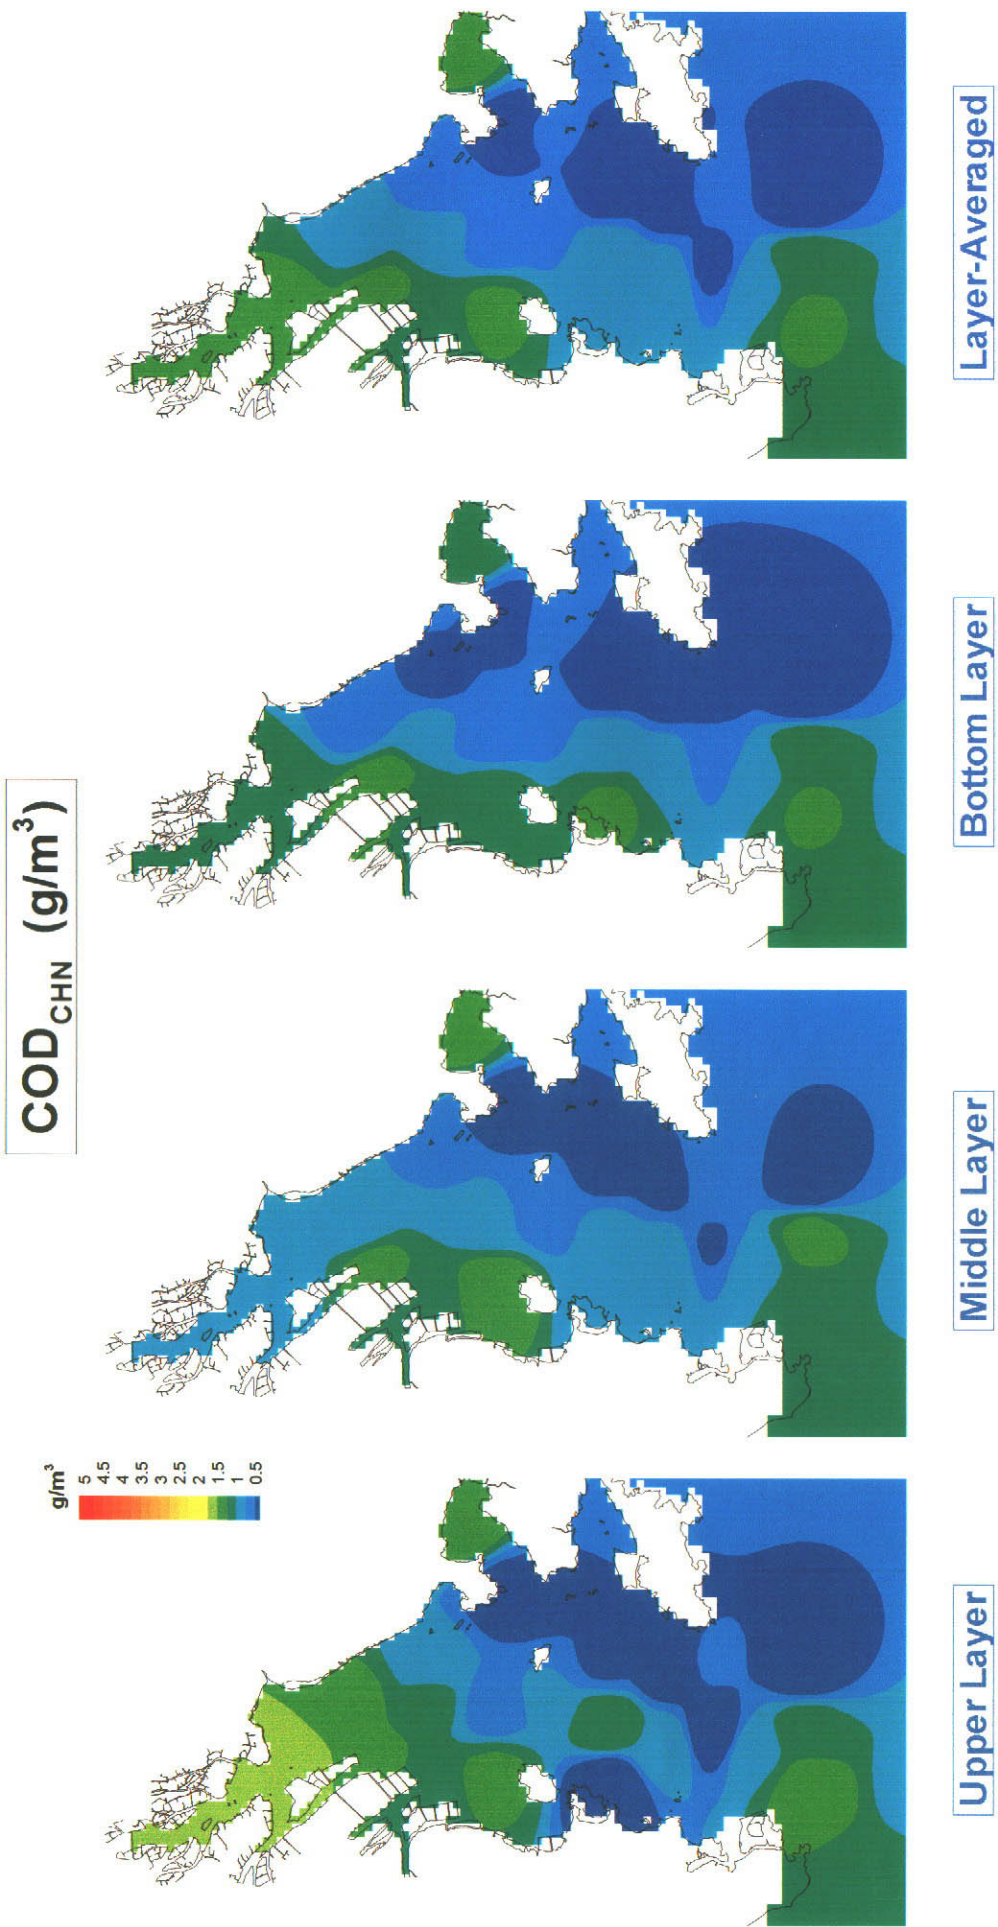 COD_CHN (g/m³)
g/m³
5
4.5
4
3.5
3
2.5
2
1.5
1
0.5
Upper Layer
Middle Layer
Bottom Layer
Layer-Averaged